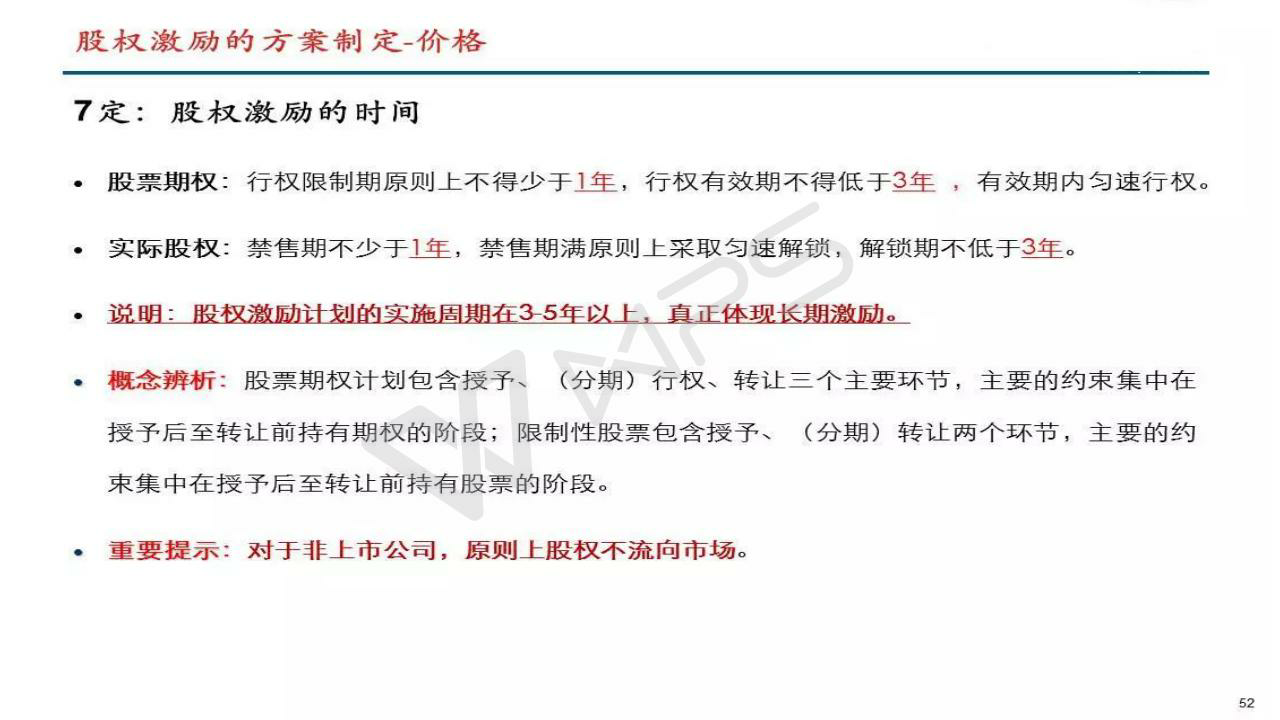 股权激励的方案制定-价格
7定：股权激励的时间
• 股票期权：行权限制期原则上不得少于1年，行权有效期不得低于3年 ，有效期内匀速行权。
• 实际股权：禁售期不少于1年，禁售期满原则上采取匀速解锁，解锁期不低于3年。
• 说明：股权激励计划的实施周期在3-5年以上，真正体现长期激励。
• 概念辨析：股票期权计划包含授予、（分期）行权、转让三个主要环节，主要的约束集中在
授予后至转让前持有期权的阶段；限制性股票包含授予、（分期）转让两个环节，主要的约
束集中在授予后至转让前持有股票的阶段。
• 重要提示：对于非上市公司，原则上股权不流向市场。
52